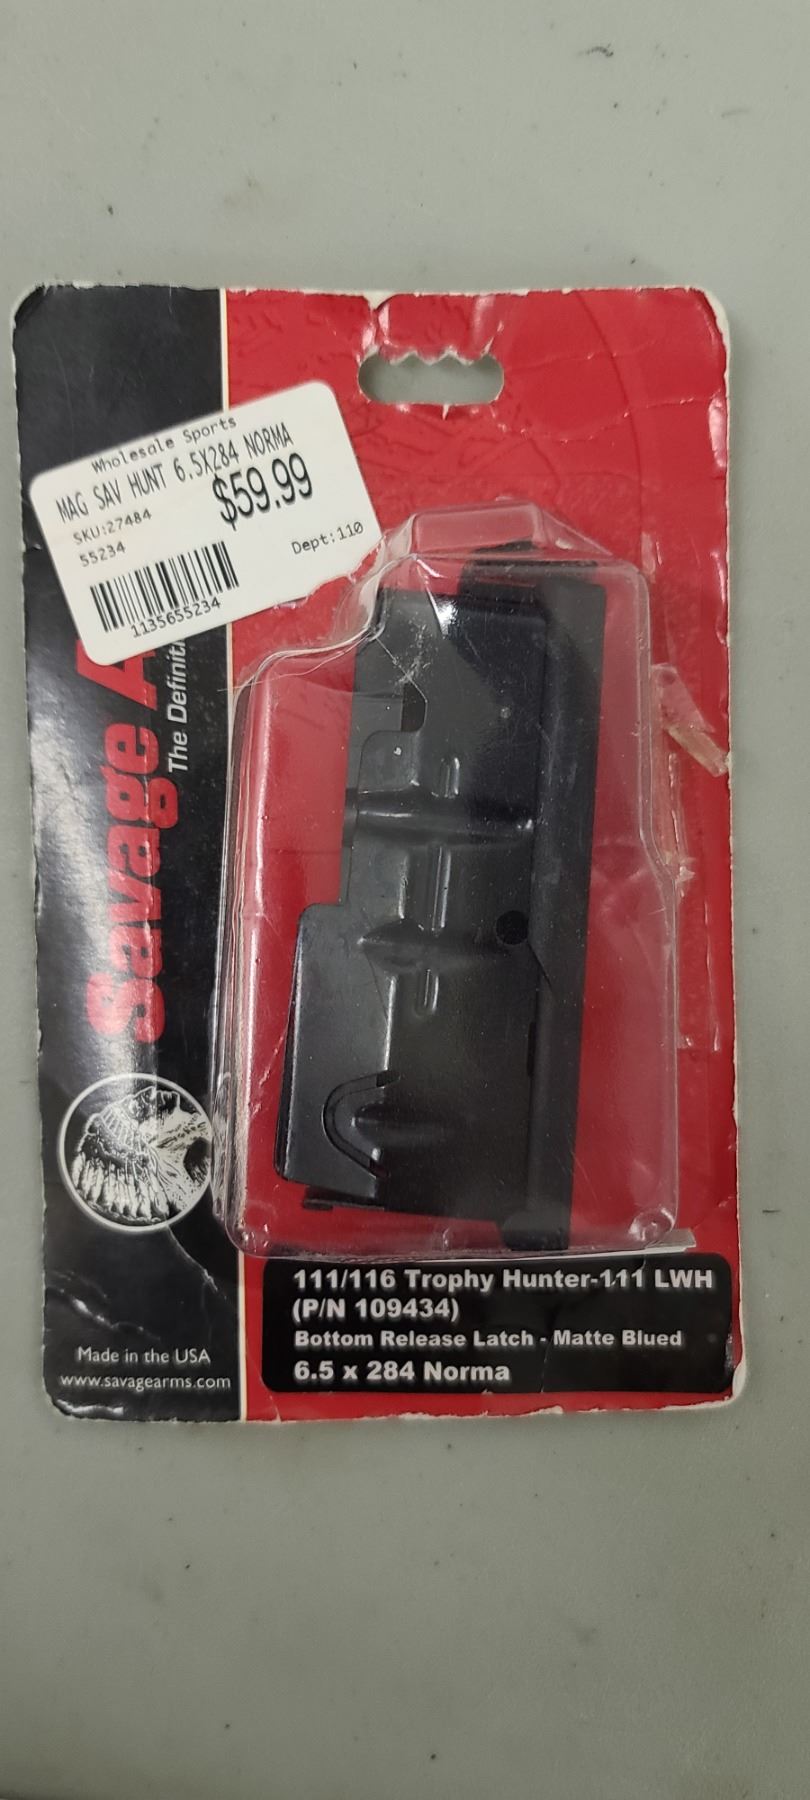 Wholesale Sports
MAG SAV HUNT 6.5X284 NORMA
$59.99
SKU:27484
55234
Dept:110
1135655234
Savage A
The Definit
111/116 Trophy Hunter-111 LWH
(P/N 109434)
Bottom Release Latch - Matte Blued
6.5 x 284 Norma
Made in the USA
www.savagearms.com